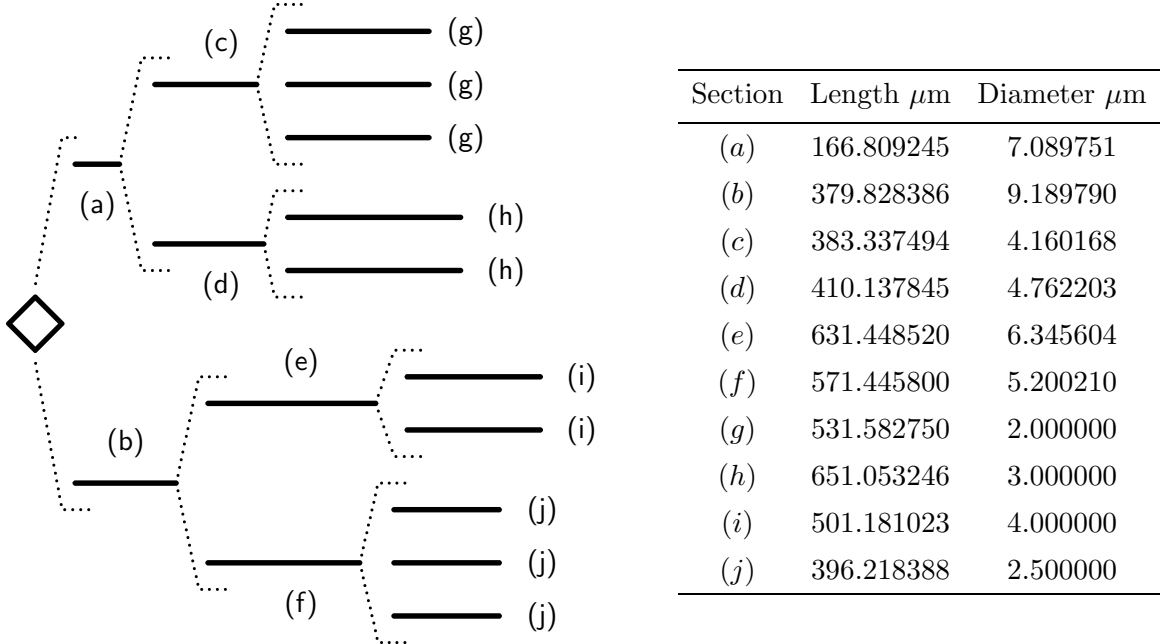 (c)
(g)
(g)
(g)
(a)
(h)
(h)
(d)
(e)
(i)
(i)
(b)
(j)
(j)
(j)
(f)
Section Length μm Diameter μm
(a) 166.809245 7.089751
(b) 379.828386 9.189790
(c) 383.337494 4.160168
(d) 410.137845 4.762203
(e) 631.448520 6.345604
(f) 571.445800 5.200210
(g) 531.582750 2.000000
(h) 651.053246 3.000000
(i) 501.181023 4.000000
(j) 396.218388 2.500000